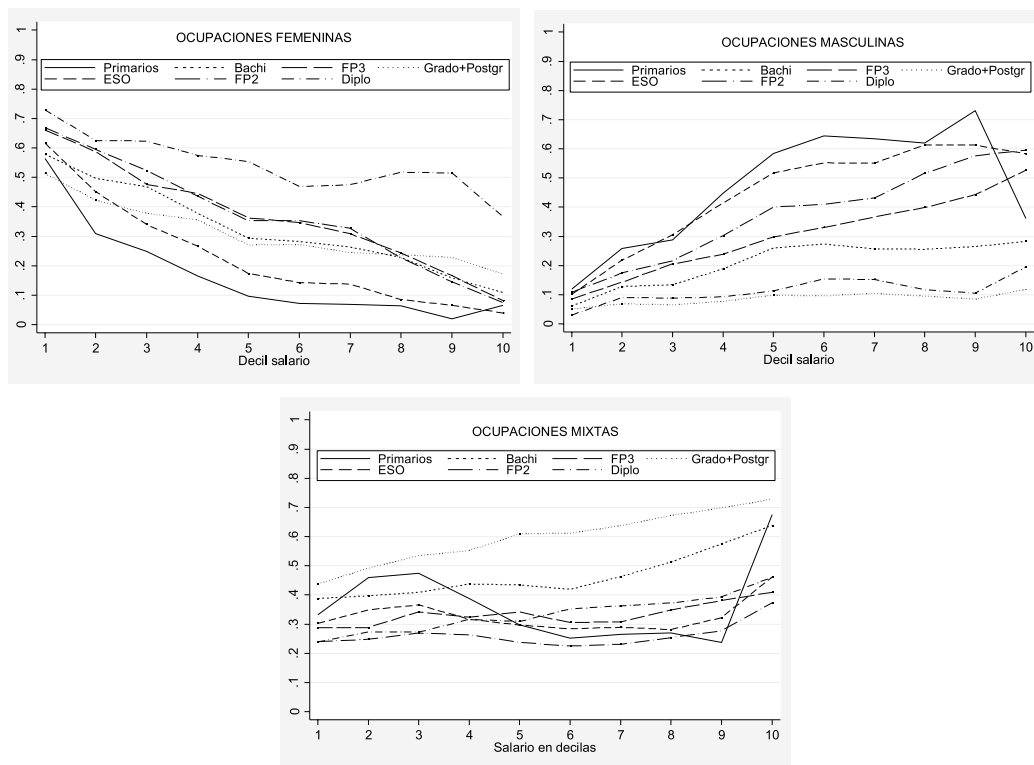 OCUPACIONES FEMENINAS
Primarios Bachi FP3 Grado+Postgr
ESO FP2 Diplo
0 .1 .2 .3 .4 .5 .6 .7 .8 .9 1
1 2 3 4 5 6 7 8 9 10
Decil salario
OCUPACIONES MASCULINAS
Primarios Bachi FP3 Grado+Postgr
ESO FP2 Diplo
0 .1 .2 .3 .4 .5 .6 .7 .8 .9 1
1 2 3 4 5 6 7 8 9 10
Decil salario
OCUPACIONES MIXTAS
Primarios Bachi FP3 Grado+Postgr
ESO FP2 Diplo
0 .1 .2 .3 .4 .5 .6 .7 .8 .9 1
1 2 3 4 5 6 7 8 9 10
Salario en decilas